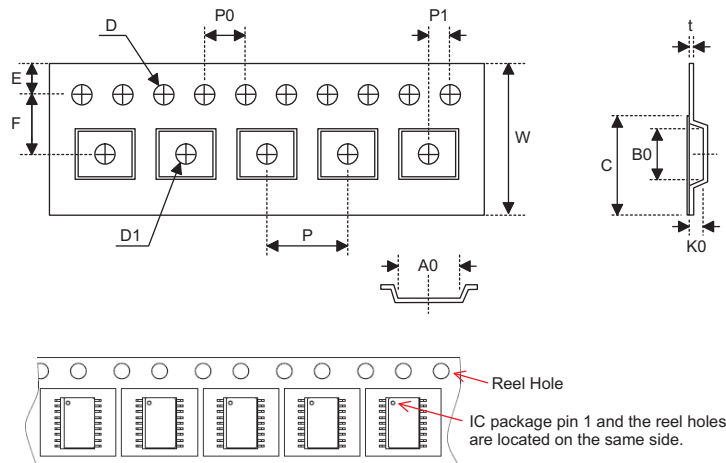 D
P0
P1
t
E
F
W
C
B0
D1
P
K0
A0
Reel Hole
IC package pin 1 and the reel holes
are located on the same side.